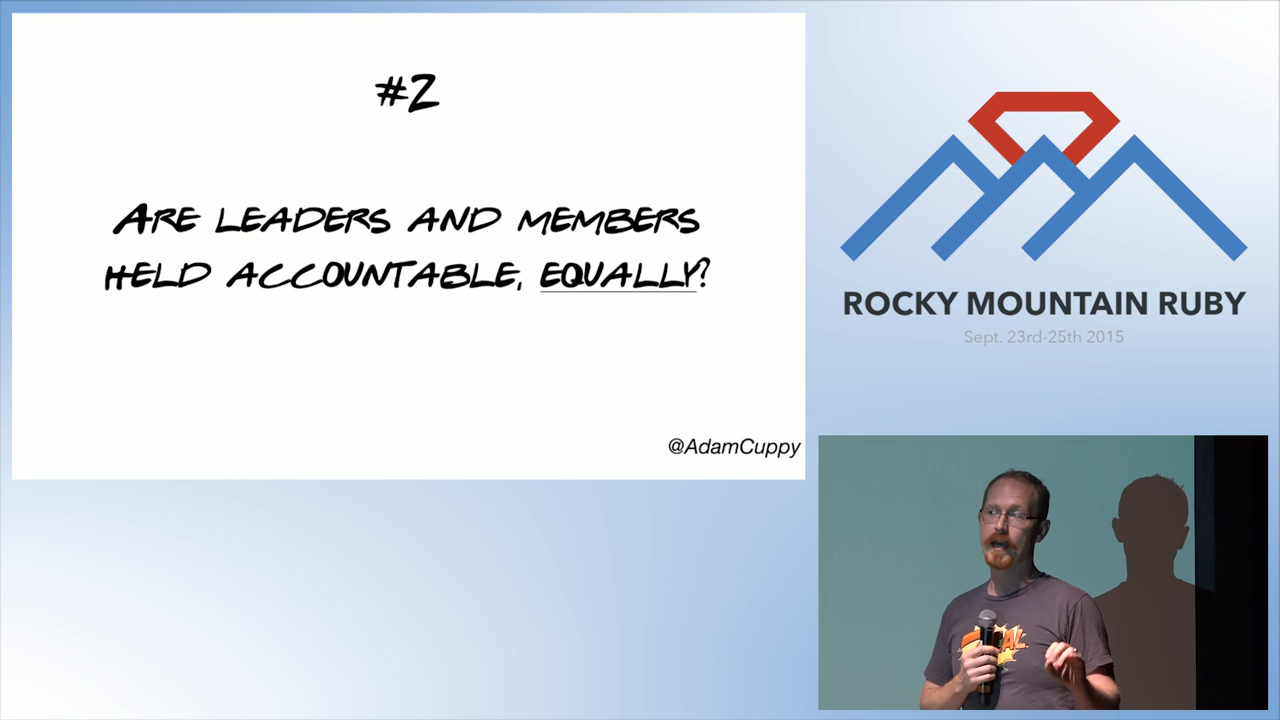 #2
ARE LEADERS AND MEMBERS
HELD ACCOUNTABLE, EQUALLY?
@AdamCuppy
ROCKY MOUNTAIN RUBY
Sept. 23rd-25th 2015